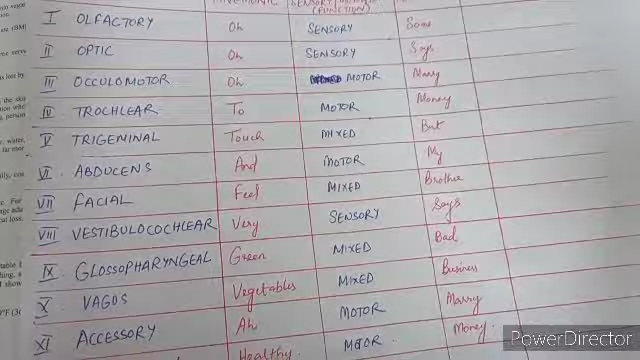 MNEMONIC SENSORY/MOTOR (FUNCTION)
I OLFACTORY Oh SENSORY Some
II OPTIC Oh SENSORY Says
III OCCULOMOTOR Oh MOTOR Marry
IV TROCHLEAR To MOTOR Money
V TRIGEMINAL Touch MIXED But
VI ABDUCENS And MOTOR My
VII FACIAL Feel MIXED Brother
VIII VESTIBULOCOCHLEAR Very SENSORY Says
IX GLOSSOPHARYNGEAL Green MIXED Bad
X VAGUS Vegetables MIXED Business
XI ACCESSORY Ah MOTOR Marry
Healthy. MOTOR Money.
PowerDirector